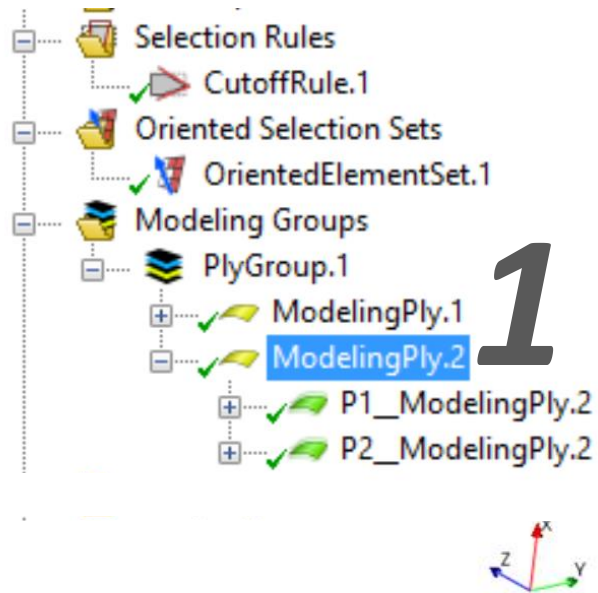 Selection Rules
CutoffRule.1
Oriented Selection Sets
OrientedElementSet.1
Modeling Groups
PlyGroup.1
ModelingPly.1
1
ModelingPly.2
P1__ModelingPly.2
P2__ModelingPly.2
X
Z
Y